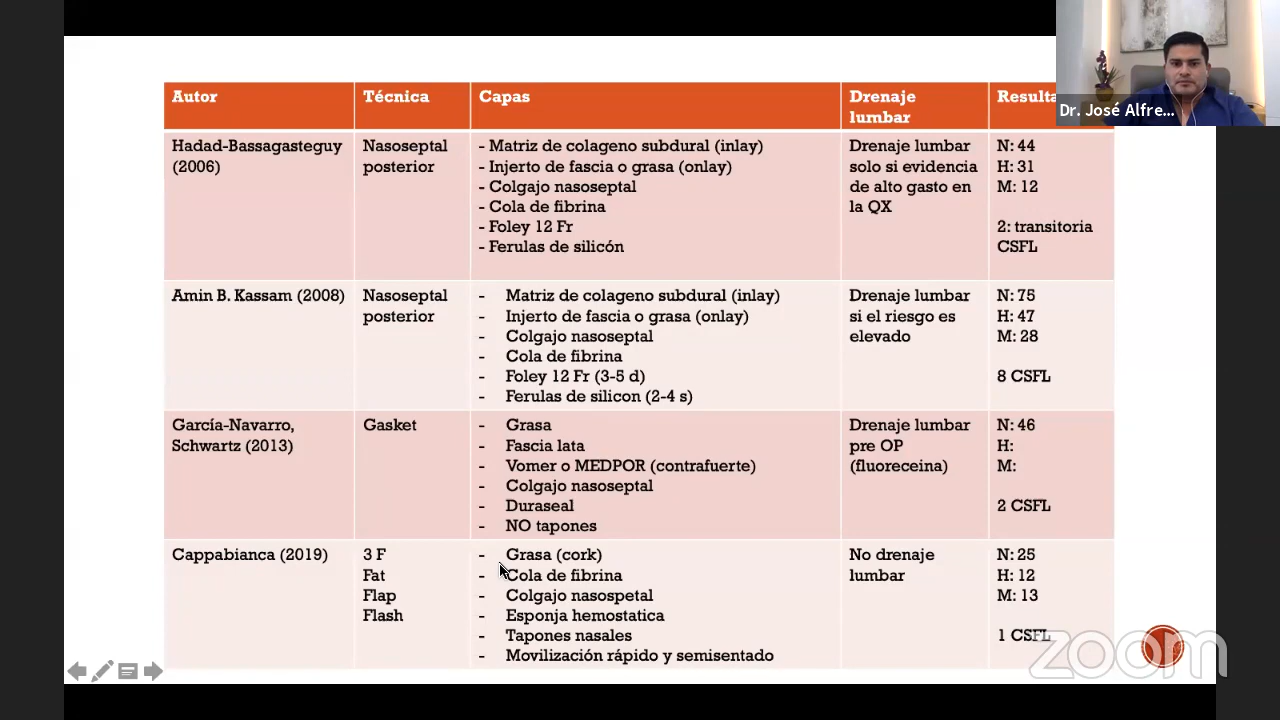 Autor
Técnica
Capas
Drenaje
lumbar
Dr. José Alfre...
Hadad-Bassagasteguy
(2006)
Nasoseptal
posterior
- Matriz de colageno subdural (inlay)
- Injerto de fascia o grasa (onlay)
- Colgajo nasoseptal
- Cola de fibrina
- Foley 12 Fr
- Ferulas de silicón
Drenaje lumbar
solo si evidencia
de alto gasto en
la QX
N: 44
H: 31
M: 12
2: transitoria
CSFL
Amin B. Kassam (2008)
Nasoseptal
posterior
- Matriz de colageno subdural (inlay)
- Injerto de fascia o grasa (onlay)
- Colgajo nasoseptal
- Cola de fibrina
- Foley 12 Fr (3-5 d)
- Ferulas de silicon (2-4 s)
Drenaje lumbar
si el riesgo es
elevado
N: 75
H: 47
M: 28
8 CSFL
García-Navarro,
Schwartz (2013)
Gasket
- Grasa
- Fascia lata
- Vomer o MEDPOR (contrafuerte)
- Colgajo nasoseptal
- Duraseal
- NO tapones
Drenaje lumbar
pre OP
(fluoreceina)
N: 46
H:
M:
2 CSFL
Cappabianca (2019)
3 F
Fat
Flap
Flash
- Grasa (cork)
- Cola de fibrina
- Colgajo nasospetal
- Esponja hemostatica
- Tapones nasales
- Movilización rápido y semisentado
No drenaje
lumbar
N: 25
H: 12
M: 13
1 CSFL
zoom